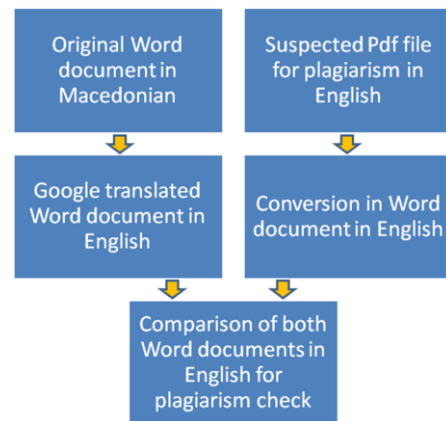 Original Word
document in
Macedonian
Suspected Pdf file
for plagiarism in
English
Google translated
Word document in
English
Conversion in Word
document in English
Comparison of both
Word documents in
English for
plagiarism check